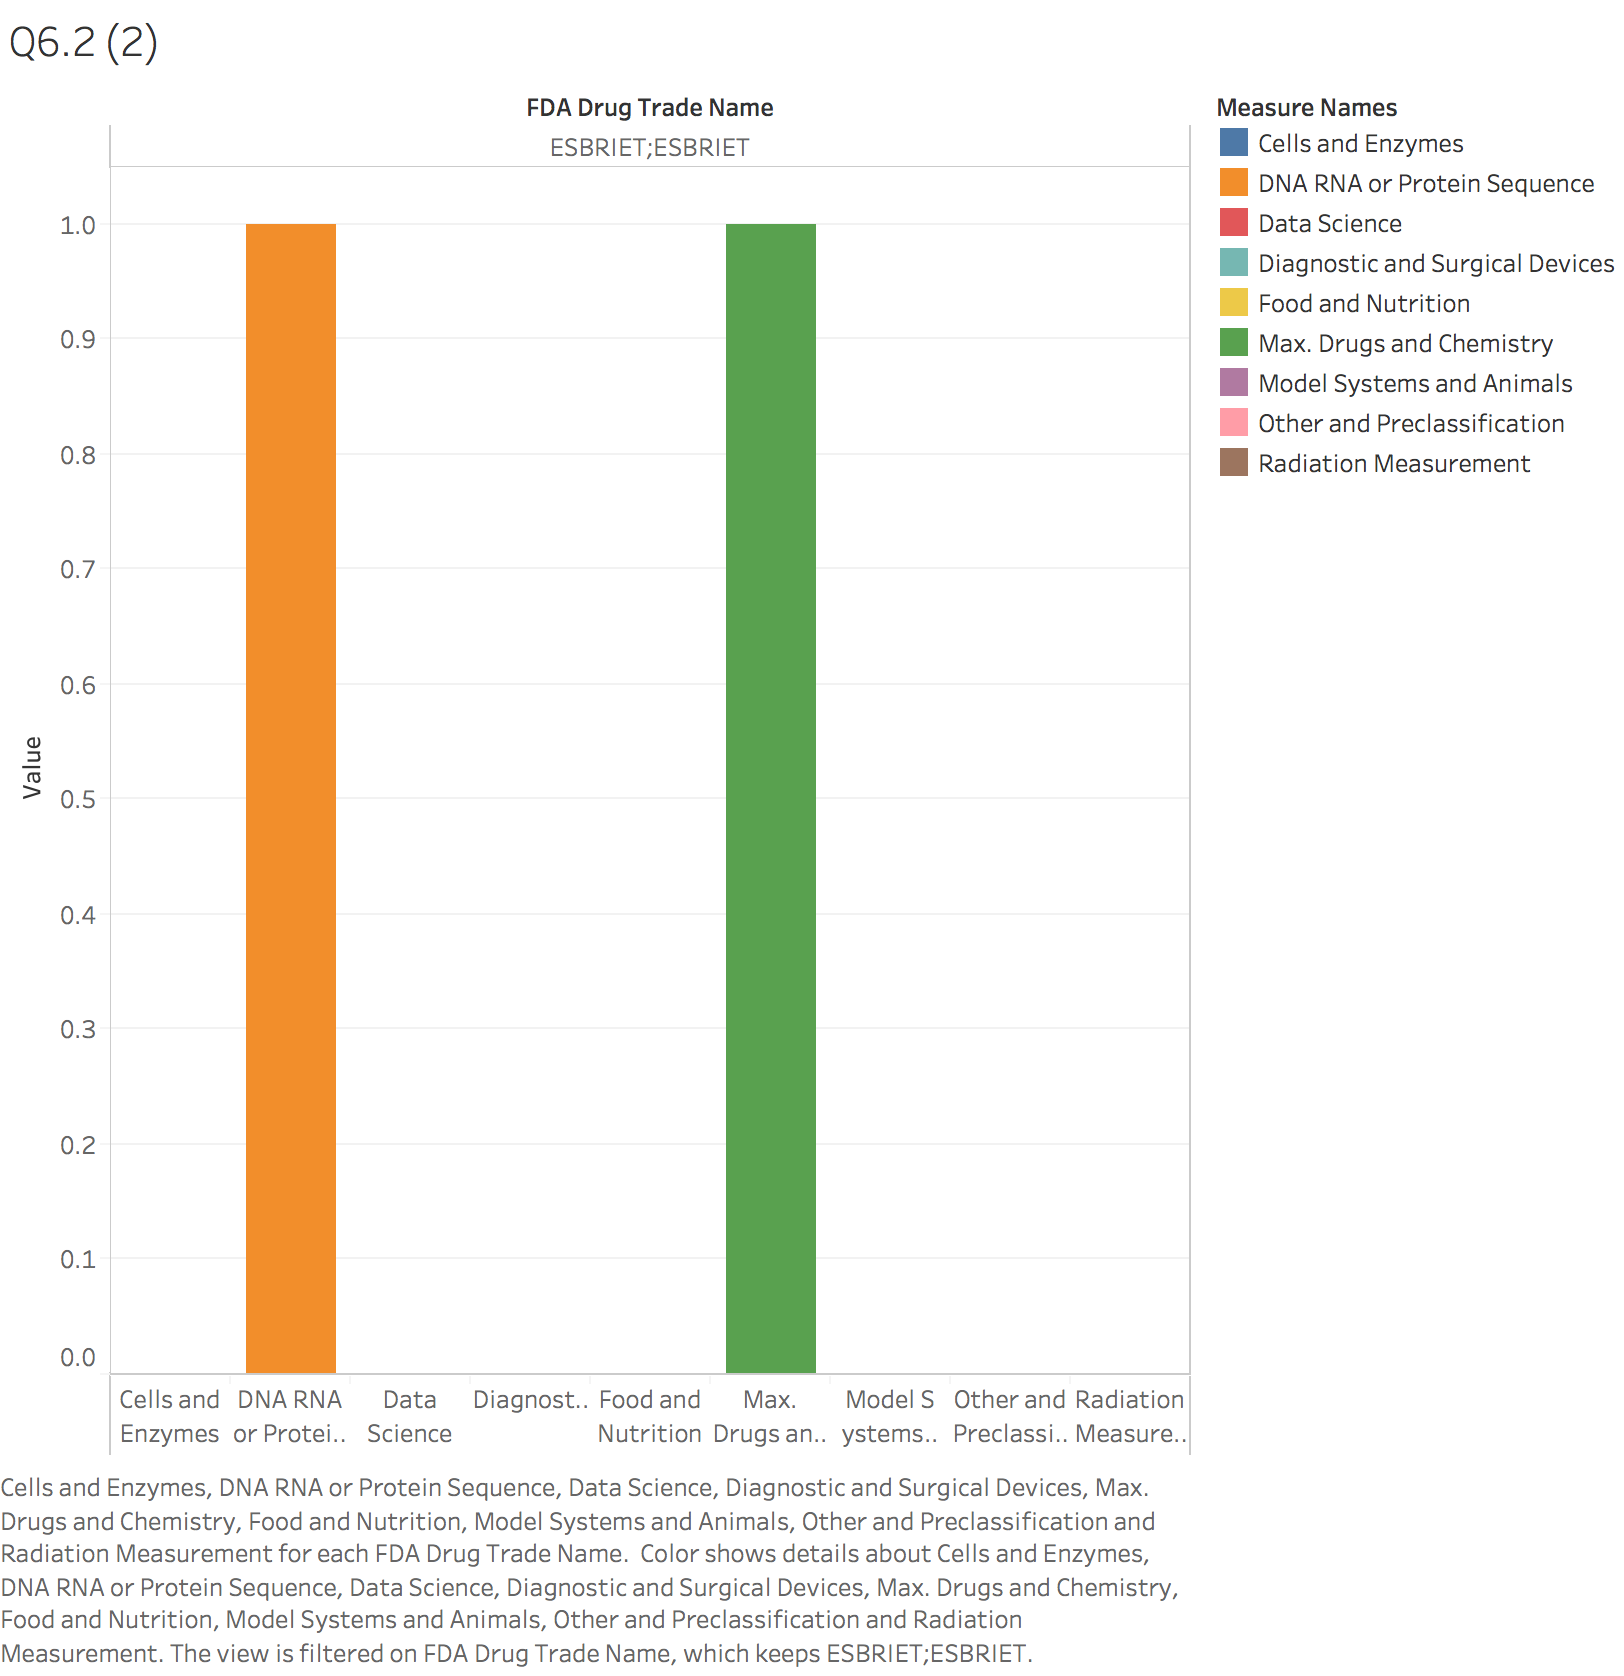 Q6.2 (2)
FDA Drug Trade Name
ESBRIET;ESBRIET
Measure Names
Cells and Enzymes
DNA RNA or Protein Sequence
Data Science
Diagnostic and Surgical Devices
Food and Nutrition
Max. Drugs and Chemistry
Model Systems and Animals
Other and Preclassification
Radiation Measurement
1.0
0.9
0.8
0.7
0.6
0.5
0.4
0.3
0.2
0.1
0.0
Value
Cells and
Enzymes
DNA RNA
or Protei..
Data
Science
Diagnost..
Food and
Nutrition
Max.
Drugs an..
Model S
ystems..
Other and
Preclassi..
Radiation
Measure..
Cells and Enzymes, DNA RNA or Protein Sequence, Data Science, Diagnostic and Surgical Devices, Max.
Drugs and Chemistry, Food and Nutrition, Model Systems and Animals, Other and Preclassification and
Radiation Measurement for each FDA Drug Trade Name.  Color shows details about Cells and Enzymes,
DNA RNA or Protein Sequence, Data Science, Diagnostic and Surgical Devices, Max. Drugs and Chemistry,
Food and Nutrition, Model Systems and Animals, Other and Preclassification and Radiation
Measurement. The view is filtered on FDA Drug Trade Name, which keeps ESBRIET;ESBRIET.